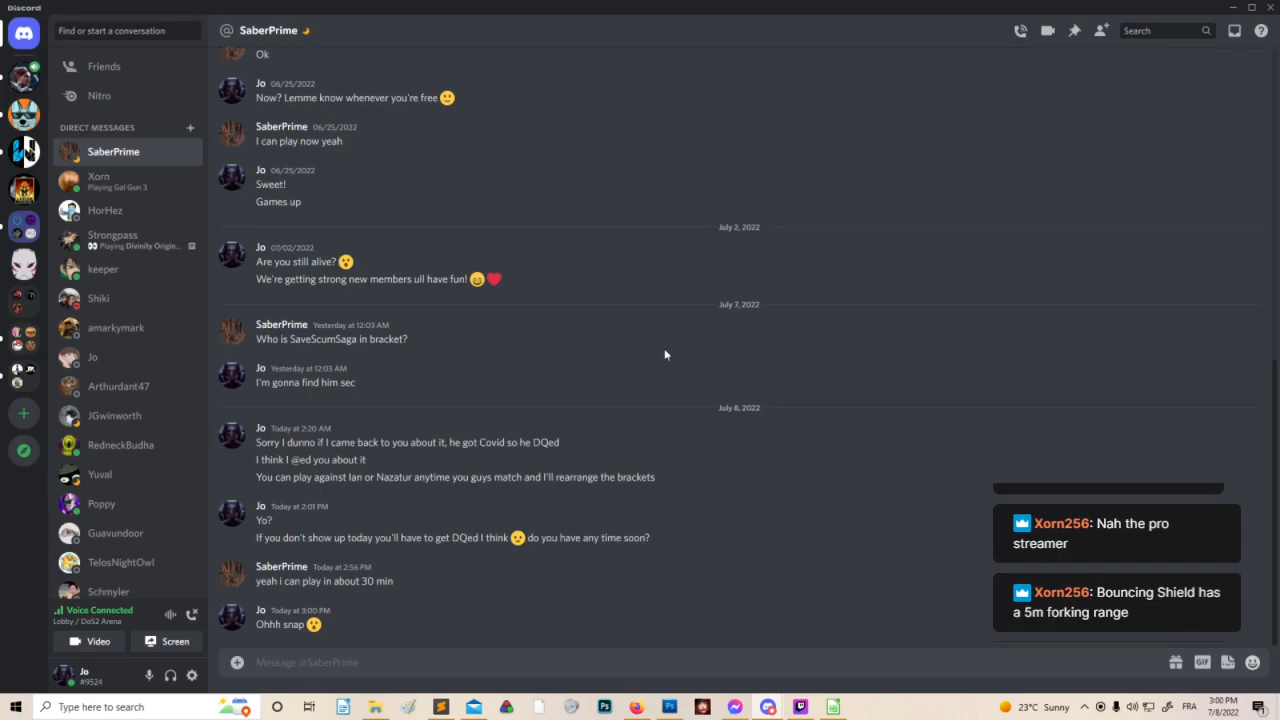 Discord
Find or start a conversation
Friends
Nitro
DIRECT MESSAGES
SaberPrime
Xorn
Playing Gal Gun 3
HorHez
Strongpass
Playing Divinity Origin...
keeper
Shiki
amarkymark
Jo
Arthurdant47
JGwinworth
RedneckBudha
Yuval
Poppy
Guavundoor
TelosNightOwl
Schmyler
Voice Connected
Lobby / DoS2 Arena
Video
Screen
Jo
#9524
@ SaberPrime
Search
Ok
Jo 06/25/2022
Now? Lemme know whenever you're free 🙂
SaberPrime 06/25/2022
I can play now yeah
Jo 06/25/2022
Sweet!
Games up
July 2, 2022
Jo 07/02/2022
Are you still alive? 😮
We're getting strong new members ull have fun! 😄❤️
July 7, 2022
SaberPrime Yesterday at 12:03 AM
Who is SaveScumSaga in bracket?
Jo Yesterday at 12:03 AM
I'm gonna find him sec
July 8, 2022
Jo Today at 2:20 AM
Sorry I dunno if I came back to you about it, he got Covid so he DQed
I think I @ed you about it
You can play against Ian or Nazatur anytime you guys match and I'll rearrange the brackets
Jo Today at 2:01 PM
Yo?
If you don't show up today you'll have to get DQed I think 🙁 do you have any time soon?
SaberPrime Today at 2:56 PM
yeah i can play in about 30 min
Jo Today at 3:00 PM
Ohhh snap 😮
Message @SaberPrime
GIF
Xorn256: Nah the pro
streamer
Xorn256: Bouncing Shield has
a 5m forking range
Type here to search
Ps
Ps
23°C Sunny
FRA
3:00 PM
7/8/2022